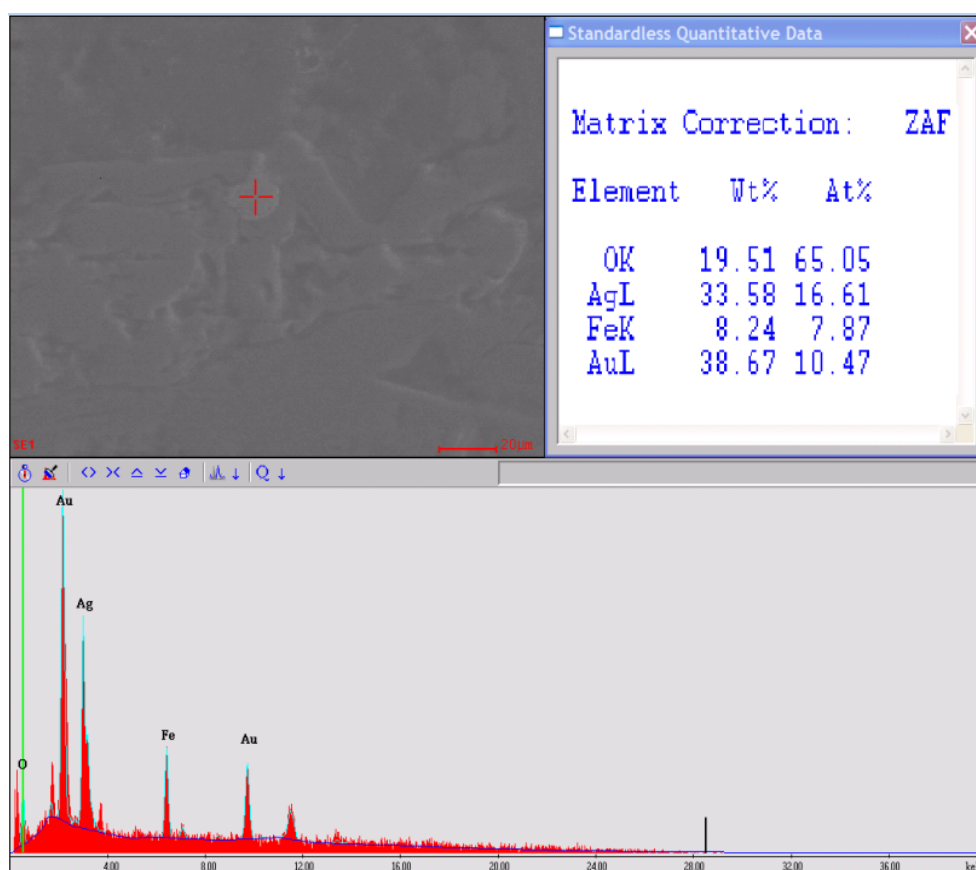 Standardless Quantitative Data
Matrix Correction: ZAF
Element Wt% At%
OK 19.51 65.05
AgL 33.58 16.61
FeK 8.24 7.87
AuL 38.67 10.47
SE1
20µm
Q
Au
Ag
Fe
Au
O
4.00 8.00 12.00 16.00 20.00 24.00 28.00 32.00 36.00 ke